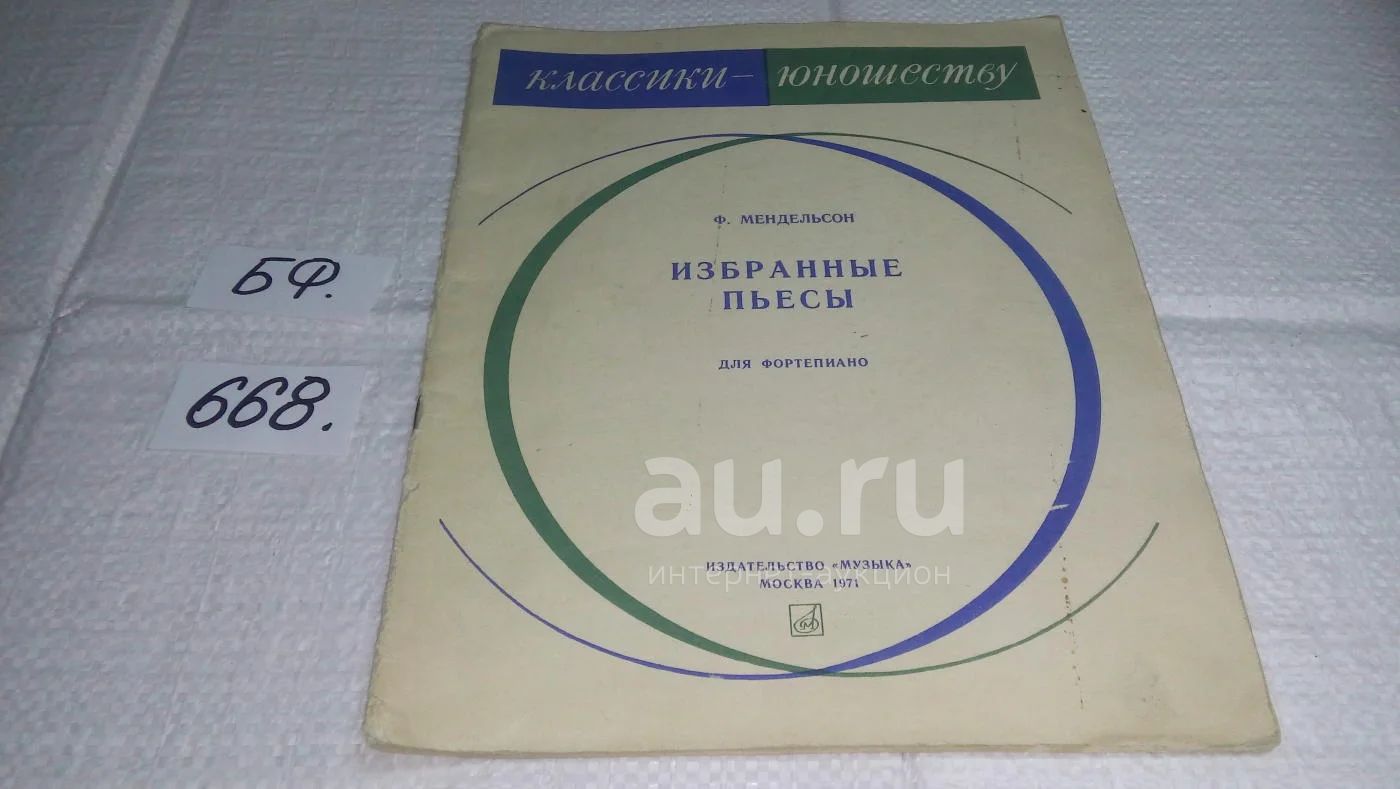 классики – юношеству
Ф. МЕНДЕЛЬСОН
ИЗБРАННЫЕ
ПЬЕСЫ
ДЛЯ ФОРТЕПИАНО
БФ.
668.
au.ru
интернет-аукцион
ИЗДАТЕЛЬСТВО «МУЗЫКА»
МОСКВА 1971